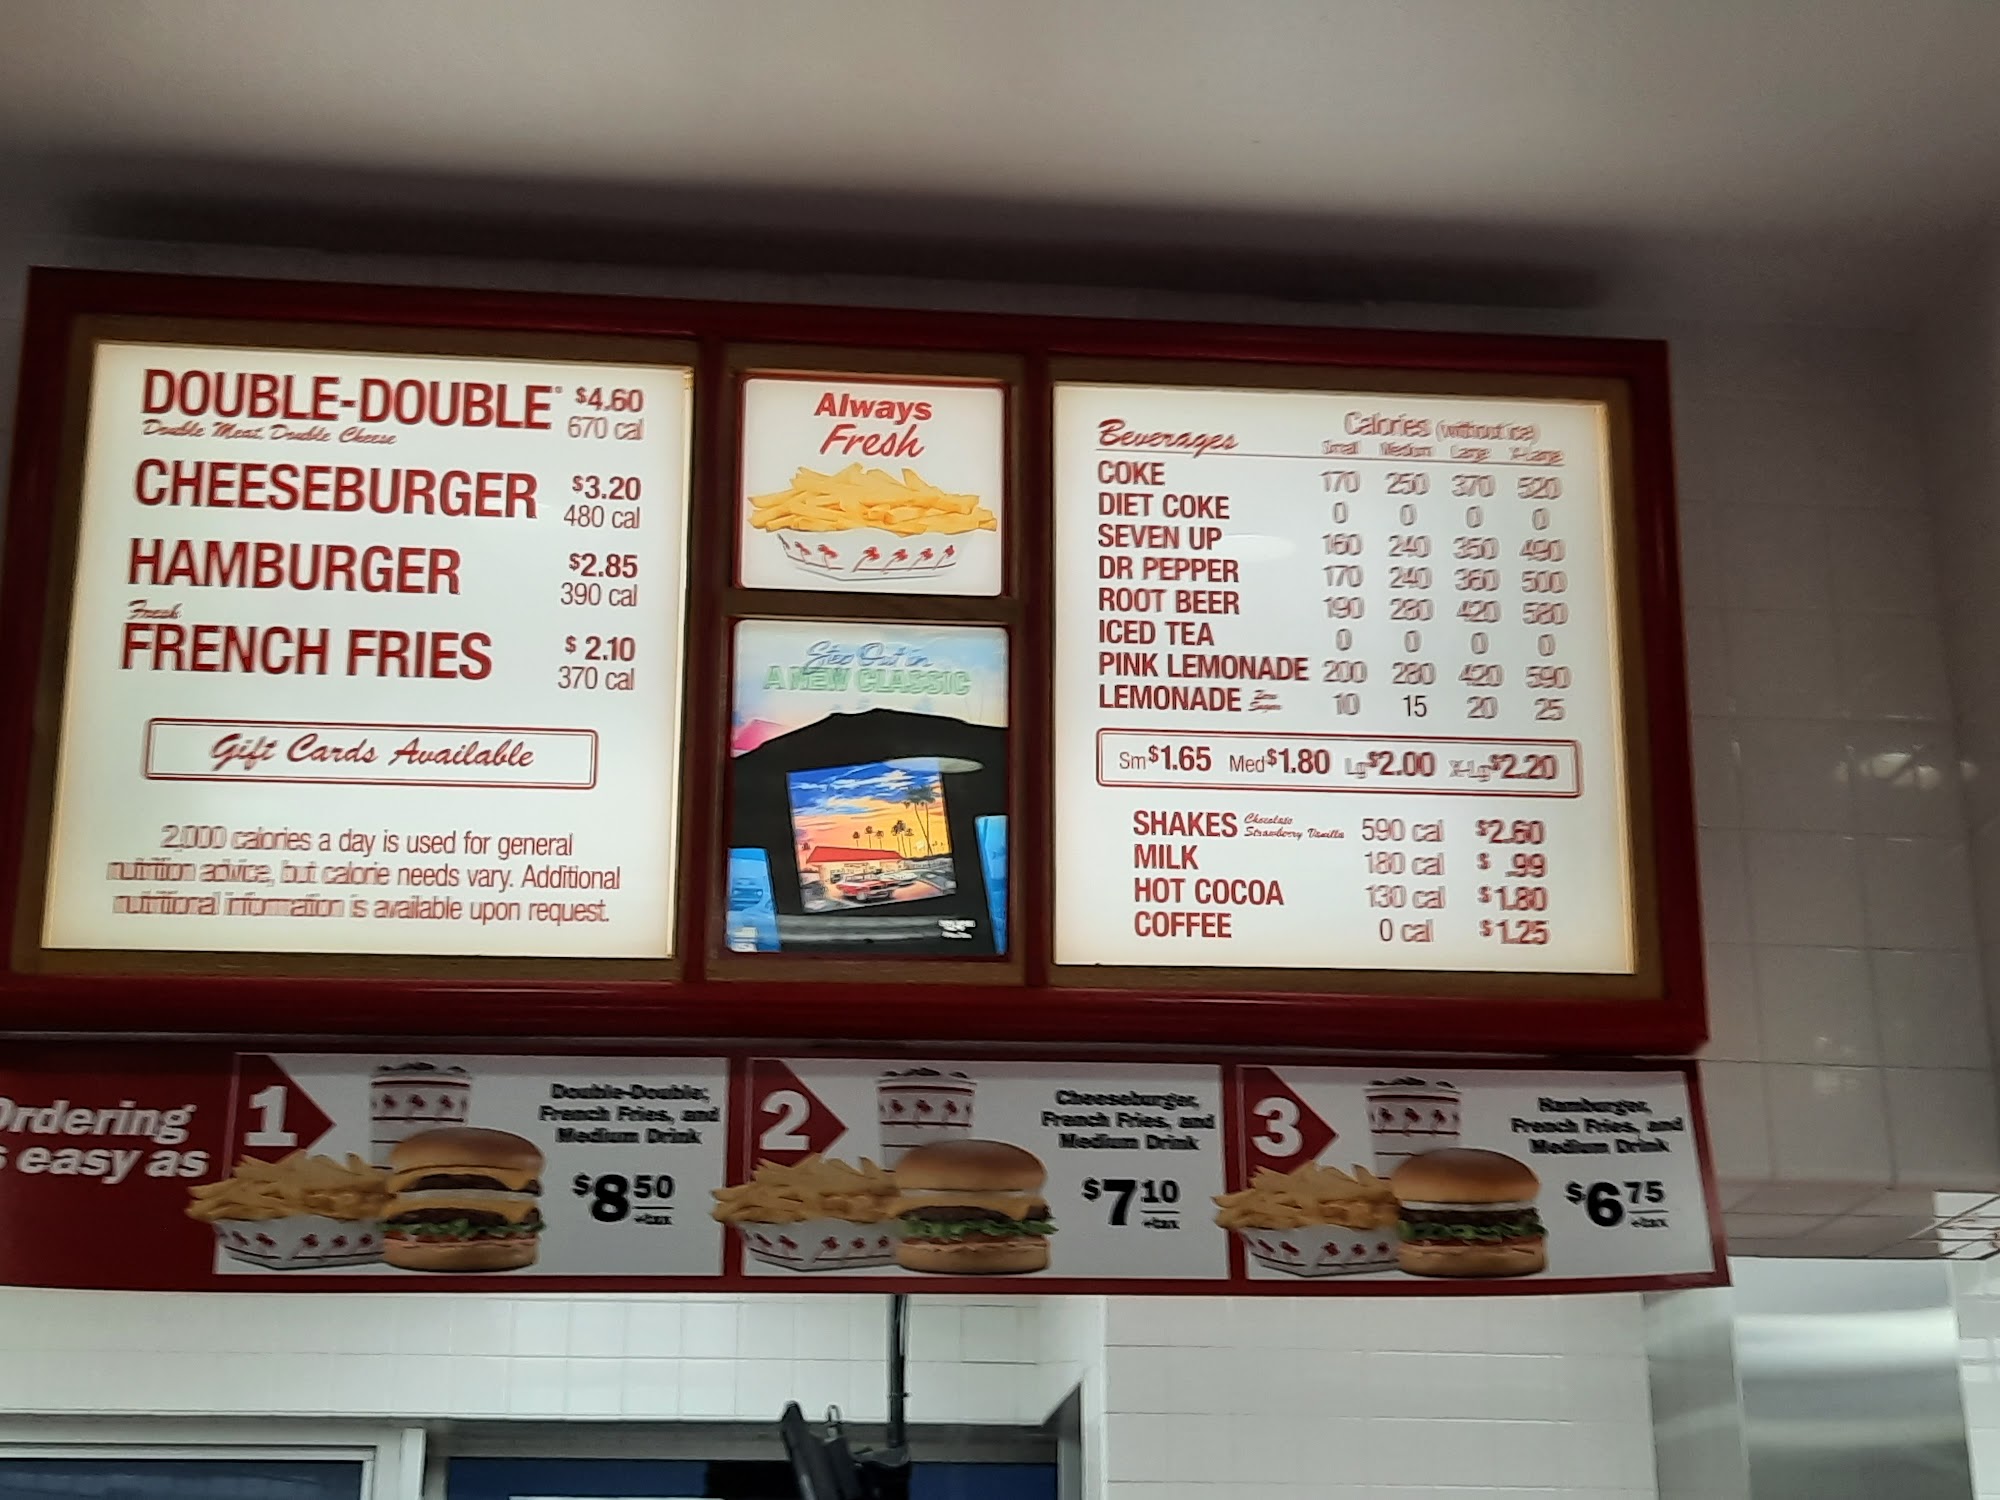 DOUBLE-DOUBLE® $4.60
Double Meat, Double Cheese 670 cal
CHEESEBURGER $3.20
480 cal
HAMBURGER $2.85
390 cal
Fresh
FRENCH FRIES $2.10
370 cal
Gift Cards Available
2,000 calories a day is used for general
nutrition advice, but calorie needs vary. Additional
nutritional information is available upon request.
Always
Fresh
Step Out in
A NEW CLASSIC
Beverages Calories (without ice)
Small Medium Large X-Large
COKE 170 250 370 520
DIET COKE 0 0 0 0
SEVEN UP 160 240 350 490
DR PEPPER 170 240 360 500
ROOT BEER 190 280 420 580
ICED TEA 0 0 0 0
PINK LEMONADE 200 280 420 590
LEMONADE Zero Sugar 10 15 20 25
Sm $1.65 Med $1.80 Lg $2.00 X-Lg $2.20
SHAKES Chocolate Strawberry Vanilla 590 cal $2.60
MILK 180 cal $ .99
HOT COCOA 130 cal $1.80
COFFEE 0 cal $1.25
Ordering
s easy as
1
Double-Double,
French Fries, and
Medium Drink
$8.50
+tax
2
Cheeseburger,
French Fries, and
Medium Drink
$7.10
+tax
3
Hamburger,
French Fries, and
Medium Drink
$6.75
+tax